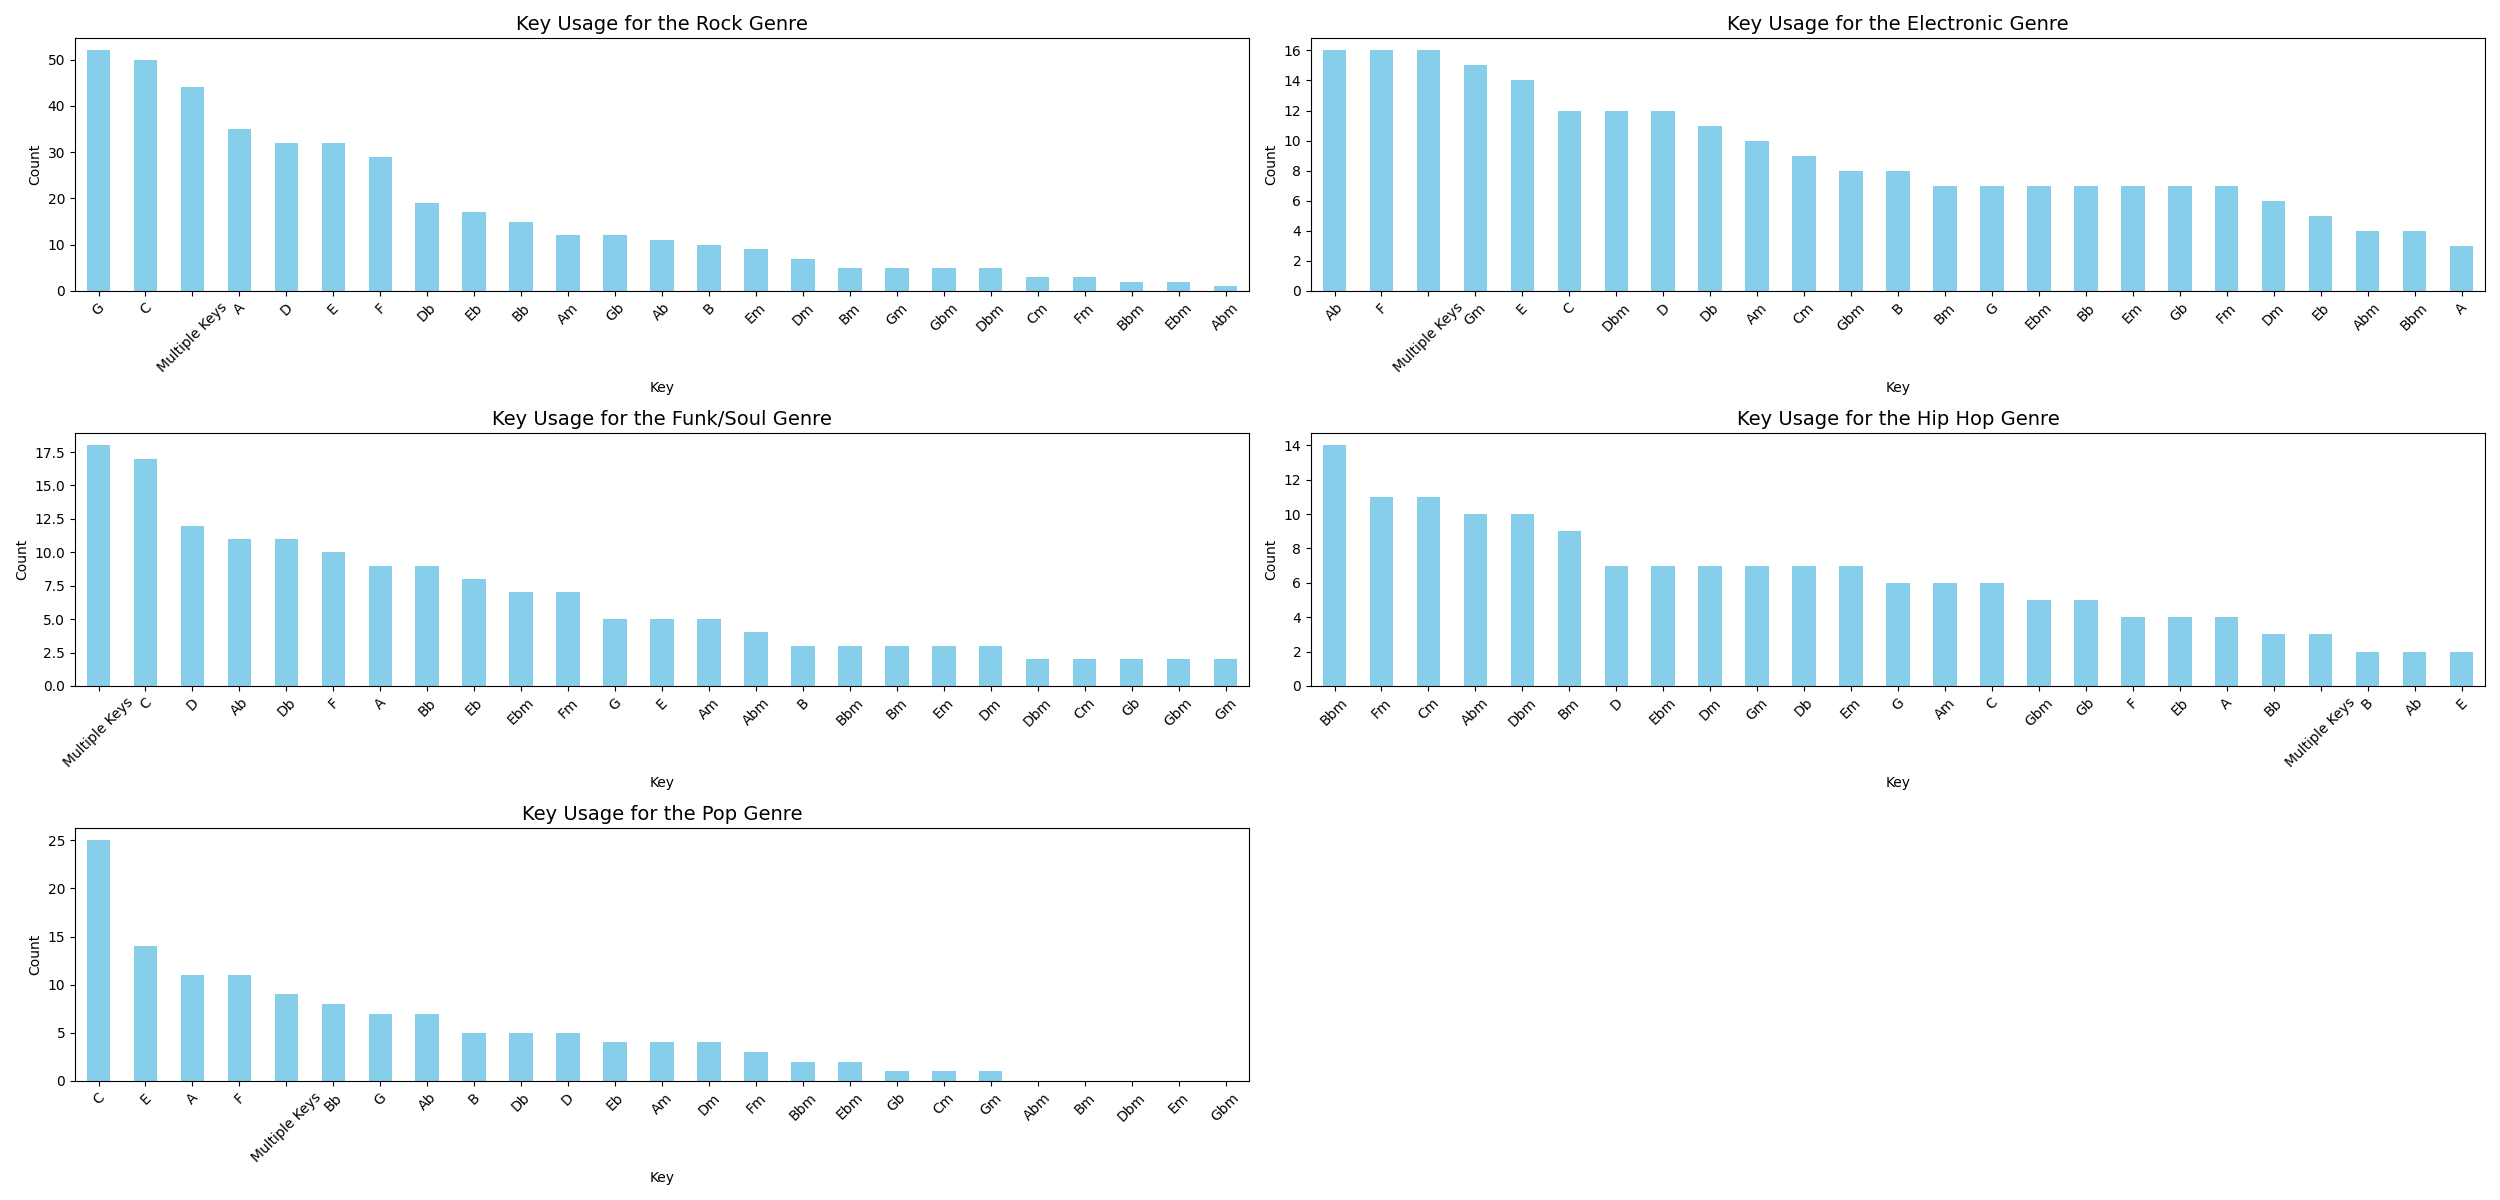 Key Usage for the Rock Genre
50
40
30
20
10
0
Count
G C Multiple Keys A D E F Db Eb Bb Am Gb Ab B Em Dm Bm Gm Gbm Dbm Cm Fm Bbm Ebm Abm
Key
Key Usage for the Electronic Genre
16
14
12
10
8
6
4
2
0
Count
Ab F Multiple Keys Gm E C Dbm D Db Am Cm Gbm B Bm G Ebm Bb Em Gb Fm Dm Eb Abm Bbm A
Key
Key Usage for the Funk/Soul Genre
17.5
15.0
12.5
10.0
7.5
5.0
2.5
0.0
Count
Multiple Keys C D Ab Db F A Bb Eb Ebm Fm G E Am Abm B Bbm Bm Em Dm Dbm Cm Gb Gbm Gm
Key
Key Usage for the Hip Hop Genre
14
12
10
8
6
4
2
0
Count
Bbm Fm Cm Abm Dbm Bm D Ebm Dm Gm Db Em G Am C Gbm Gb F Eb A Bb Multiple Keys B Ab E
Key
Key Usage for the Pop Genre
25
20
15
10
5
0
Count
C E A F Multiple Keys Bb G Ab B Db D Eb Am Dm Fm Bbm Ebm Gb Cm Gm Abm Bm Dbm Em Gbm
Key